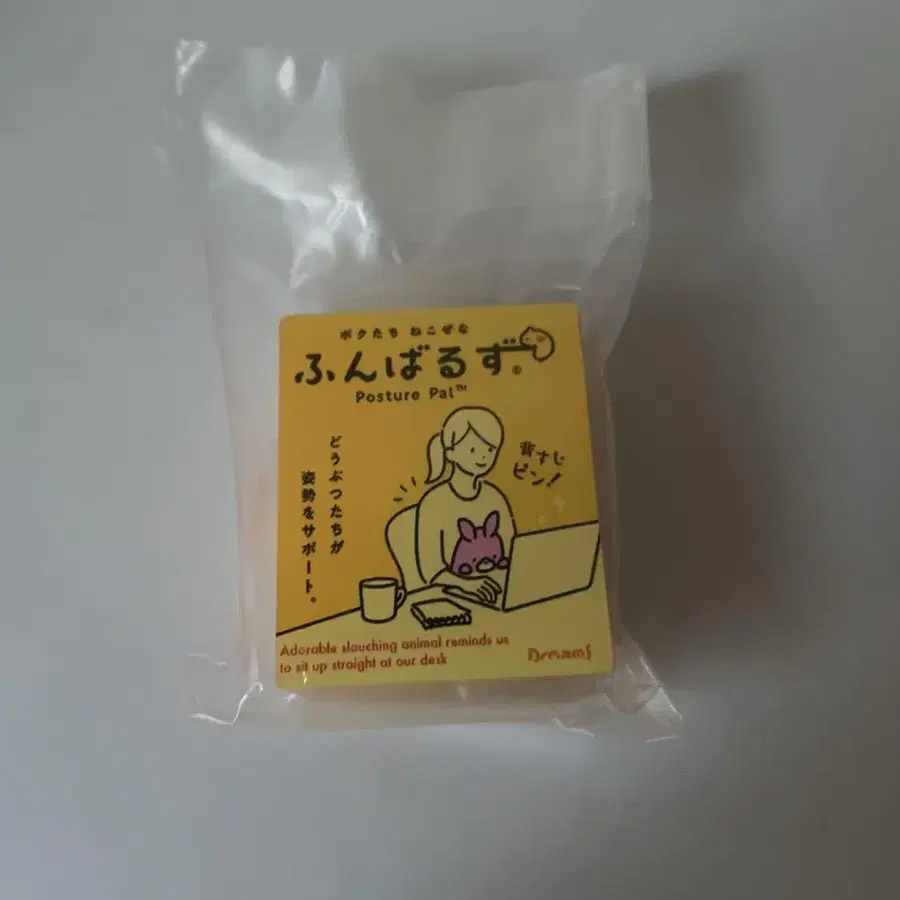 ボクたち ねこぜな
ふんばるず®
Posture Pal™
背すじ
ピン!
どうぶつたちが
姿勢をサポート。
Adorable slouching animal reminds us
to sit up straight at our desk
Dreams